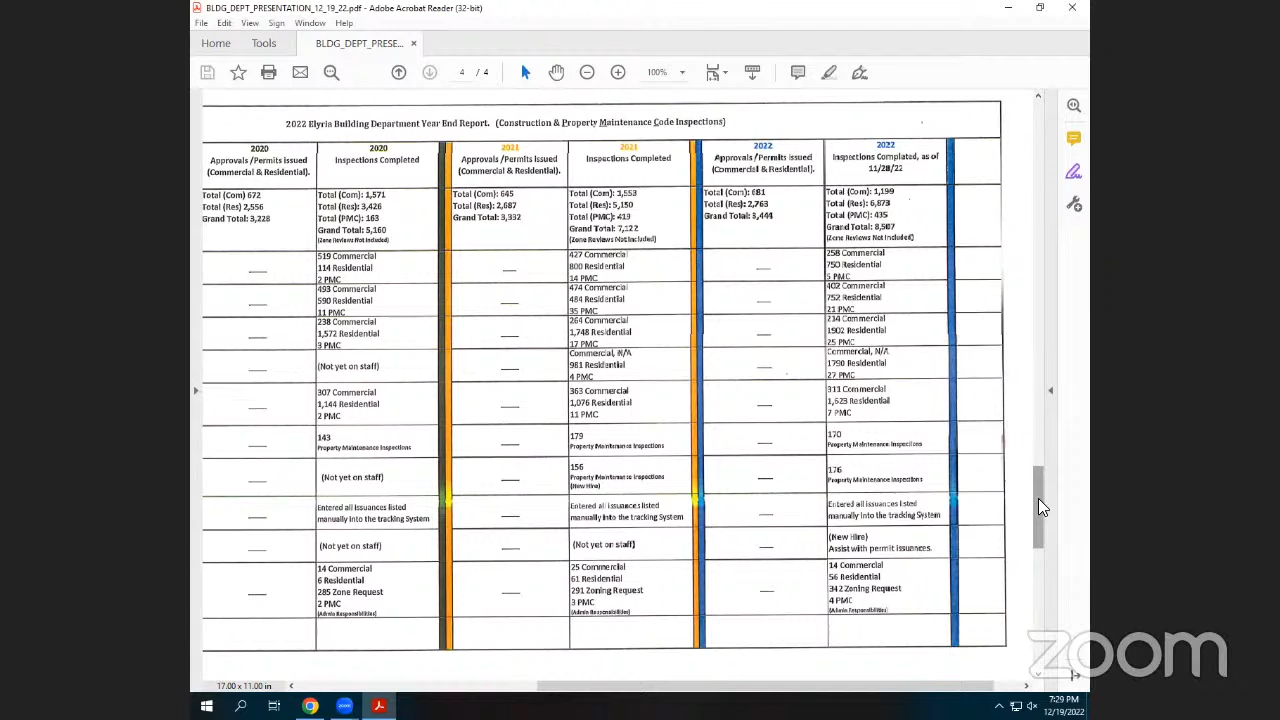 BLDG_DEPT_PRESENTATION_12_19_22.pdf - Adobe Acrobat Reader (32-bit)
File Edit View Sign Window Help
Home Tools BLDG_DEPT_PRESE... ×
4 / 4 100%
2022 Elyria Building Department Year End Report. (Construction & Property Maintenance Code Inspections)
2020
Approvals /Permits Issued
(Commercial & Residential).
2020
Inspections Completed
2021
Approvals /Permits Issued
(Commercial & Residential).
2021
Inspections Completed
2022
Approvals /Permits Issued
(Commercial & Residential).
2022
Inspections Completed, as of
11/28/22
Total (Com) 672
Total (Res) 2,556
Grand Total: 3,228
Total (Com): 1,571
Total (Res): 3,426
Total (PMC): 163
Grand Total: 5,160
(Zone Reviews Not Included)
Total (Com): 645
Total (Res): 2,687
Grand Total: 3,332
Total (Com): 1,553
Total (Res): 5,150
Total (PMC): 419
Grand Total: 7,122
(Zone Reviews Not Included)
Total (Com): 681
Total (Res): 2,763
Grand Total: 3,444
Total (Com): 1,199
Total (Res): 6,873
Total (PMC): 435
Grand Total: 8,507
(Zone Reviews Not Included)
519 Commercial
114 Residential
2 PMC
427 Commercial
800 Residential
14 PMC
258 Commercial
750 Residential
5 PMC
493 Commercial
590 Residential
11 PMC
474 Commercial
484 Residential
35 PMC
402 Commercial
752 Residential
21 PMC
238 Commercial
1,572 Residential
3 PMC
264 Commercial
1,748 Residential
17 PMC
214 Commercial
1902 Residential
25 PMC
(Not yet on staff)
Commercial, N/A
981 Residential
4 PMC
Commercial, N/A
1790 Residential
27 PMC
307 Commercial
1,144 Residential
2 PMC
363 Commercial
1,076 Residential
11 PMC
311 Commercial
1,623 Residential
7 PMC
143
Property Maintenance Inspections
179
Property Maintenance Inspections
170
Property Maintenance Inspections
(Not yet on staff)
156
Property Maintenance Inspections
(New Hire)
176
Property Maintenance Inspections
Entered all issuances listed
manually into the tracking System
Entered all issuances listed
manually into the tracking System
Entered all issuances listed
manually into the tracking System
(Not yet on staff)
(Not yet on staff)
(New Hire)
Assist with permit issuances.
14 Commercial
6 Residential
285 Zone Request
2 PMC
(Admin Responsibilities)
25 Commercial
61 Residential
291 Zoning Request
3 PMC
(Admin Responsibilities)
14 Commercial
56 Residential
342 Zoning Request
4 PMC
(Admin Responsibilities)
zoom
17.00 x 11.00 in
7:29 PM
12/19/2022